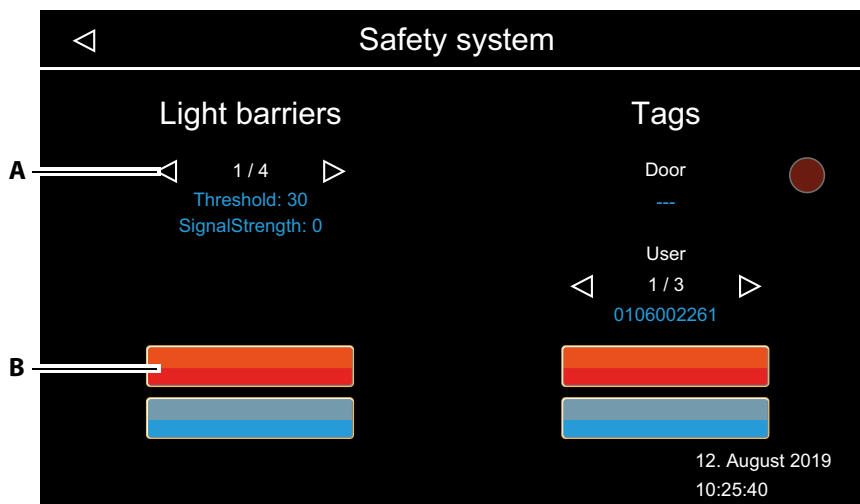 Safety system
Light barriers
Tags
A
1 / 4
Threshold: 30
SignalStrength: 0
Door
---
User
1 / 3
0106002261
B
12. August 2019
10:25:40